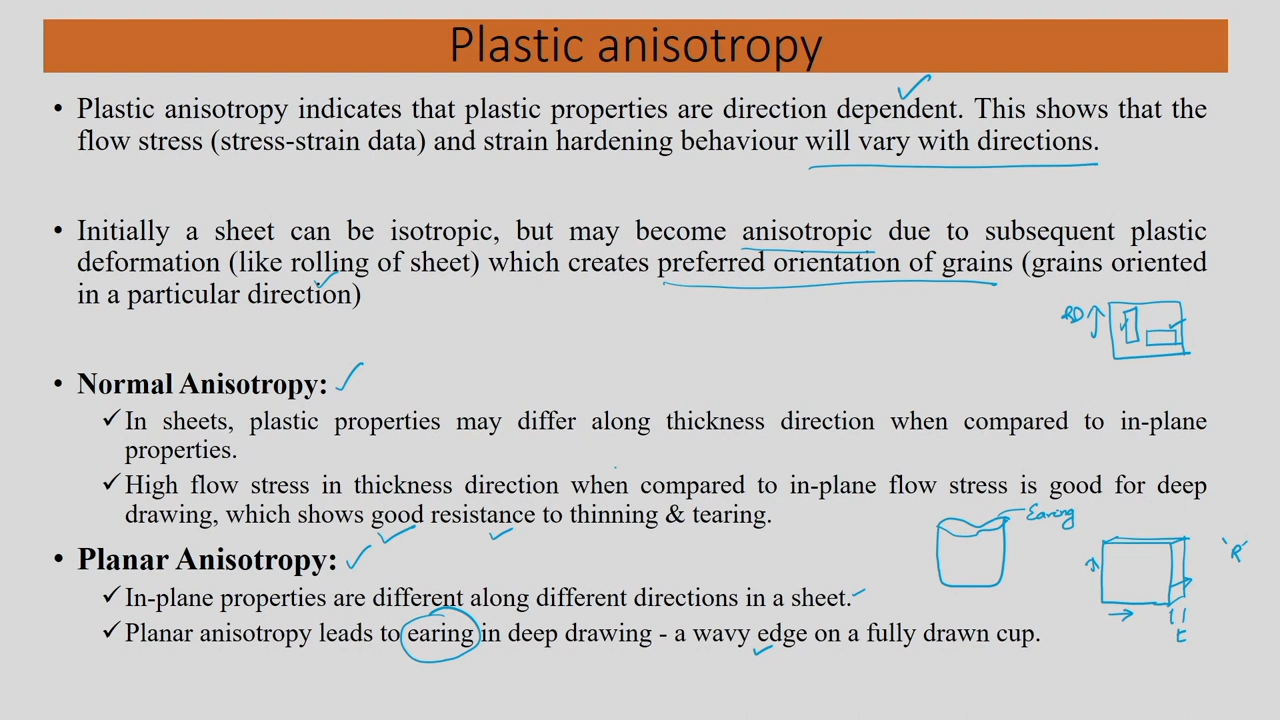 Plastic anisotropy
• Plastic anisotropy indicates that plastic properties are direction dependent. This shows that the
flow stress (stress-strain data) and strain hardening behaviour will vary with directions.
• Initially a sheet can be isotropic, but may become anisotropic due to subsequent plastic
deformation (like rolling of sheet) which creates preferred orientation of grains (grains oriented
in a particular direction)
RD
• Normal Anisotropy:
✓ In sheets, plastic properties may differ along thickness direction when compared to in-plane
properties.
✓ High flow stress in thickness direction when compared to in-plane flow stress is good for deep
drawing, which shows good resistance to thinning & tearing.
Earing
'R'
• Planar Anisotropy:
✓ In-plane properties are different along different directions in a sheet.
✓ Planar anisotropy leads to earing in deep drawing - a wavy edge on a fully drawn cup.
t